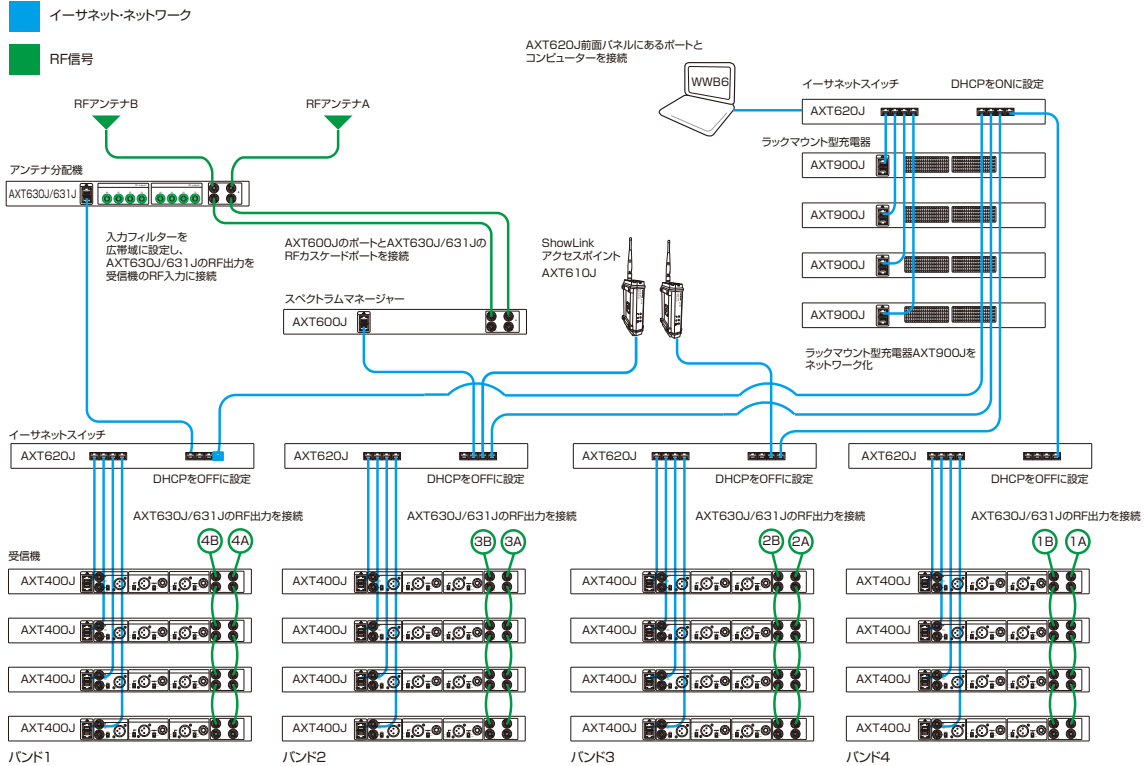 イーサネット・ネットワーク
RF信号
AXT620J前面パネルにあるポートと
コンピューターを接続
WWB6
イーサネットスイッチ
DHCPをONに設定
AXT620J
RFアンテナB
RFアンテナA
ラックマウント型充電器
AXT900J
AXT900J
AXT900J
AXT900J
ラックマウント型充電器AXT900Jを
ネットワーク化
アンテナ分配機
AXT630J/631J
入力フィルターを
広帯域に設定し、
AXT630J/631JのRF出力を
受信機のRF入力に接続
AXT600JのポートとAXT630J/631Jの
RFカスケードポートを接続
ShowLink
アクセスポイント
AXT610J
スペクトラムマネージャー
AXT600J
イーサネットスイッチ
AXT620J
DHCPをOFFに設定
AXT620J
DHCPをOFFに設定
AXT620J
DHCPをOFFに設定
AXT620J
DHCPをOFFに設定
AXT630J/631JのRF出力を接続
4B
4A
AXT630J/631JのRF出力を接続
3B
3A
AXT630J/631JのRF出力を接続
2B
2A
AXT630J/631JのRF出力を接続
1B
1A
受信機
AXT400J
AXT400J
AXT400J
AXT400J
バンド1
AXT400J
AXT400J
AXT400J
AXT400J
バンド2
AXT400J
AXT400J
AXT400J
AXT400J
バンド3
AXT400J
AXT400J
AXT400J
AXT400J
バンド4